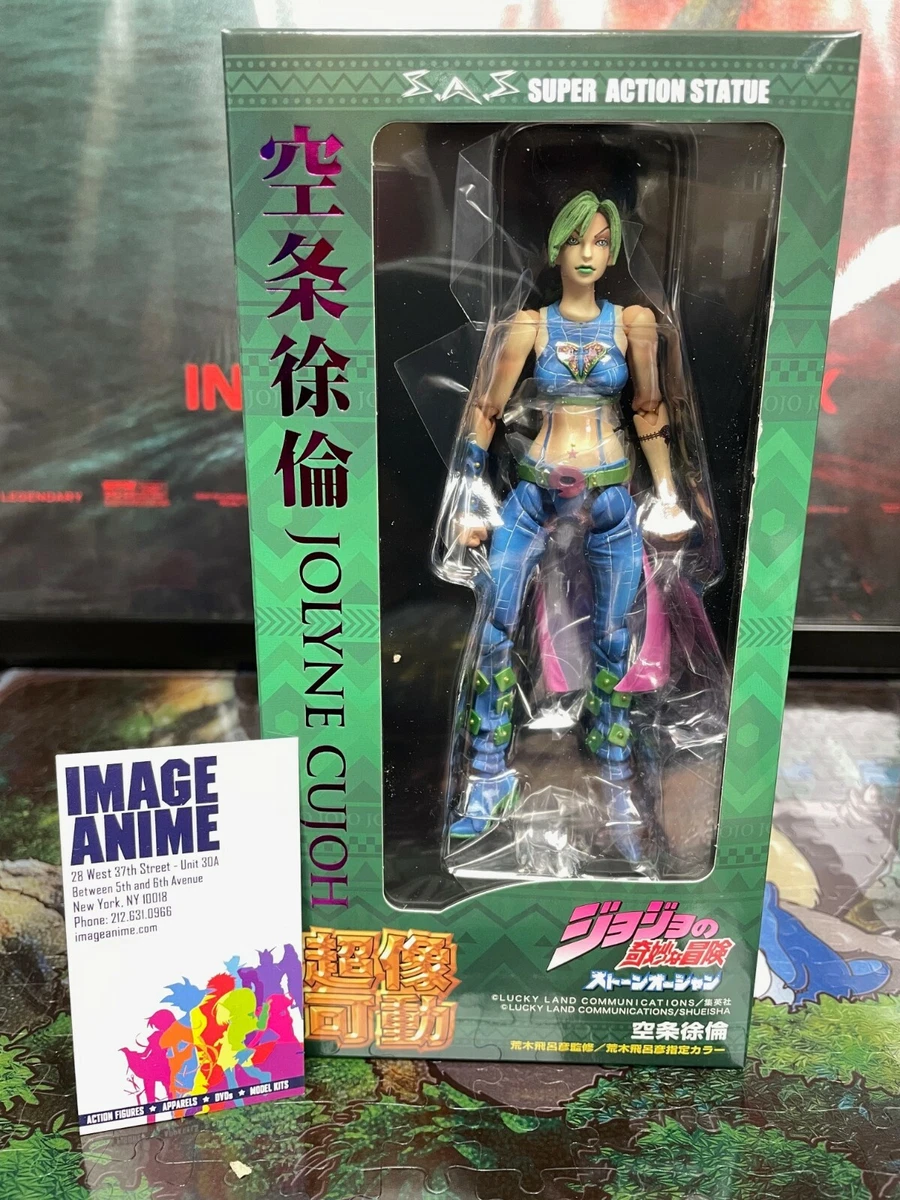 S.A.S SUPER ACTION STATUE
空条徐倫 JOLYNE CUJOH
IN
LEGENDARY
JOJO
IMAGE
ANIME
28 West 37th Street - Unit 30A
Between 5th and 6th Avenue
New York, NY 10018
Phone: 212.631.0966
imageanime.com
ACTION FIGURES ★ APPARELS ★ DVDs ★ MODEL KITS
超像
可動
ジョジョの
奇妙な冒険
ストーンオーシャン
©LUCKY LAND COMMUNICATIONS/集英社
©LUCKY LAND COMMUNICATIONS/SHUEISHA
空条徐倫
荒木飛呂彦監修/荒木飛呂彦指定カラー